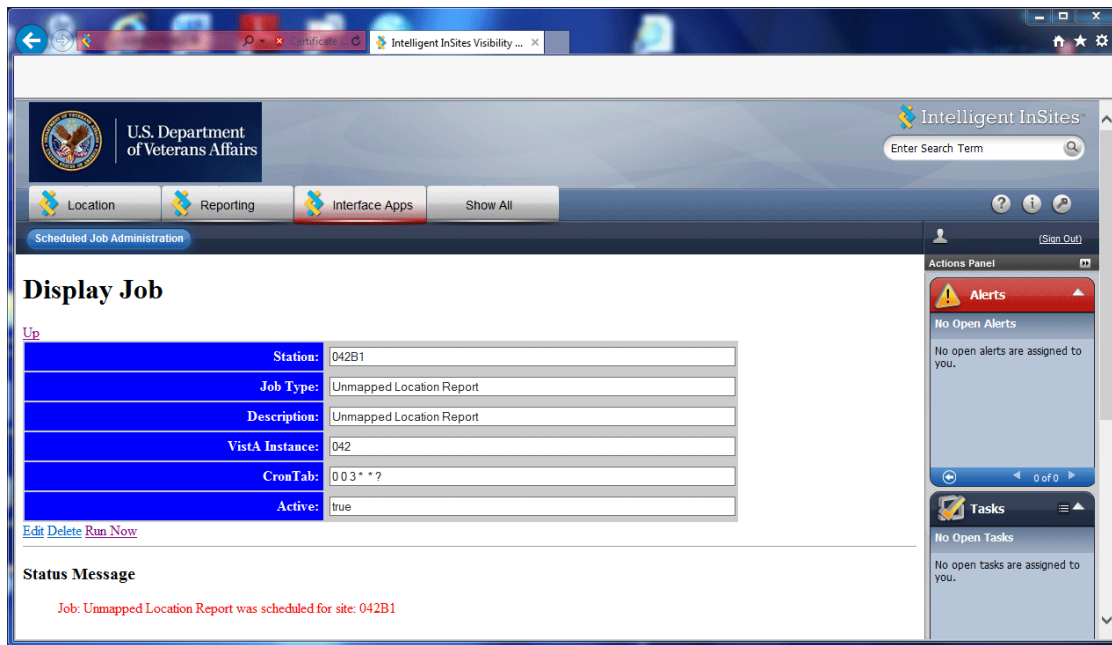 Certificate ...
Intelligent InSites Visibility ...
U.S. Department
of Veterans Affairs
Intelligent InSites
Enter Search Term
Location
Reporting
Interface Apps
Show All
Scheduled Job Administration
(Sign Out)
Actions Panel
Display Job
Up
Station: 042B1
Job Type: Unmapped Location Report
Description: Unmapped Location Report
VistA Instance: 042
CronTab: 0 0 3 * * ?
Active: true
Edit Delete Run Now
Status Message
Job: Unmapped Location Report was scheduled for site: 042B1
Alerts
No Open Alerts
No open alerts are assigned to
you.
0 of 0
Tasks
No Open Tasks
No open tasks are assigned to
you.